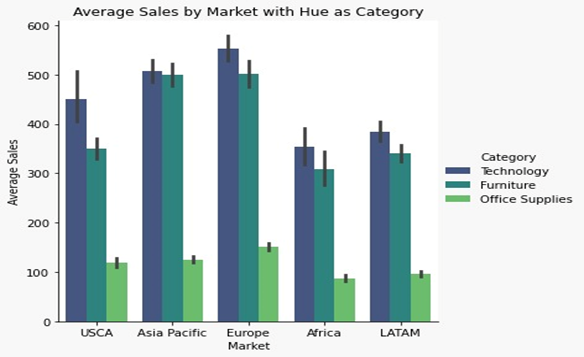 Average Sales by Market with Hue as Category
600
500
400
300
200
100
0
Average Sales
USCA
Asia Pacific
Europe
Africa
LATAM
Market
Category
Technology
Furniture
Office Supplies